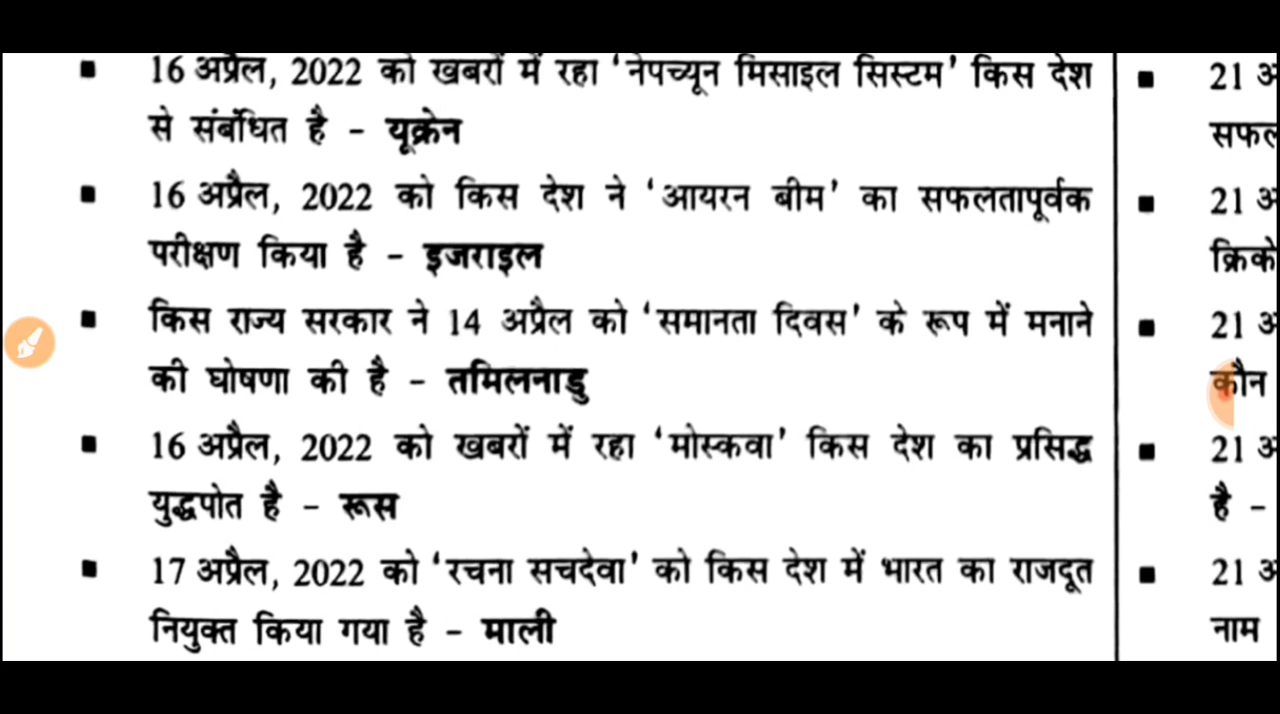 ▪ 16 अप्रैल, 2022 को खबरों में रहा ‘नेपच्यून मिसाइल सिस्टम’ किस देश
से संबंधित है – यूक्रेन
▪ 16 अप्रैल, 2022 को किस देश ने ‘आयरन बीम’ का सफलतापूर्वक
परीक्षण किया है – इजराइल
▪ किस राज्य सरकार ने 14 अप्रैल को ‘समानता दिवस’ के रूप में मनाने
की घोषणा की है – तमिलनाडु
▪ 16 अप्रैल, 2022 को खबरों में रहा ‘मोस्कवा’ किस देश का प्रसिद्ध
युद्धपोत है – रूस
▪ 17 अप्रैल, 2022 को ‘रचना सचदेवा’ को किस देश में भारत का राजदूत
नियुक्त किया गया है – माली
▪ 21
▪ 21
▪ 21
कौन
▪ 21
है –
▪ 21
नाम